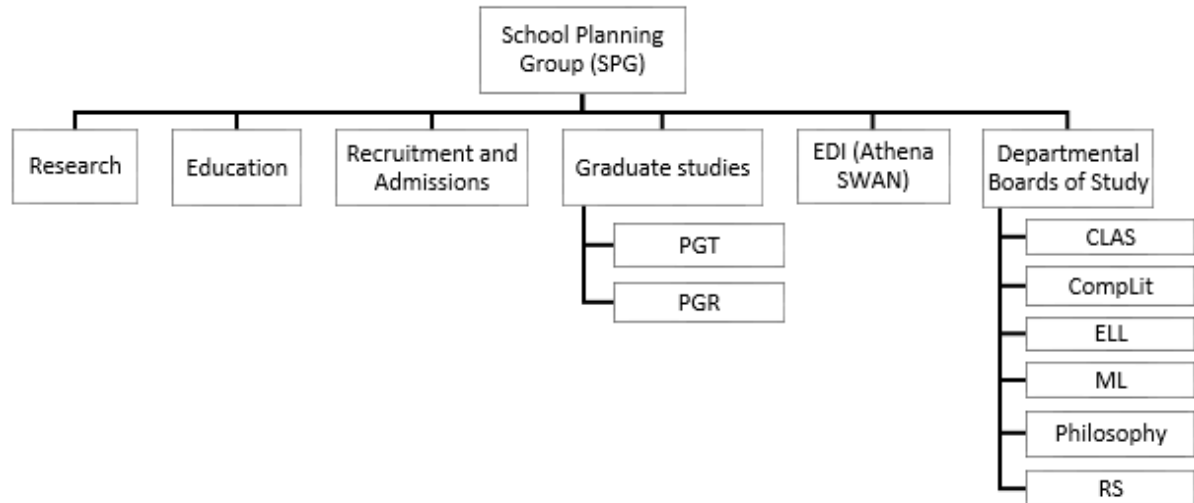 School Planning
Group (SPG)
Research
Education
Recruitment and
Admissions
Graduate studies
EDI (Athena
SWAN)
Departmental
Boards of Study
PGT
PGR
CLAS
CompLit
ELL
ML
Philosophy
RS